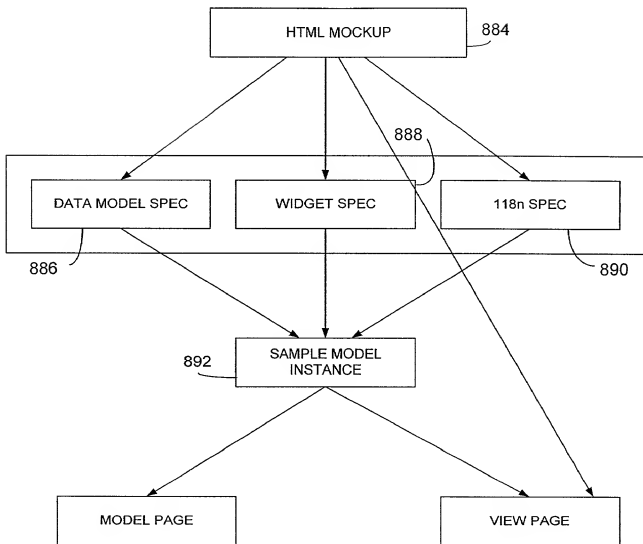 HTML MOCKUP
884
888
DATA MODEL SPEC
WIDGET SPEC
118n SPEC
886
890
892
SAMPLE MODEL
INSTANCE
MODEL PAGE
VIEW PAGE